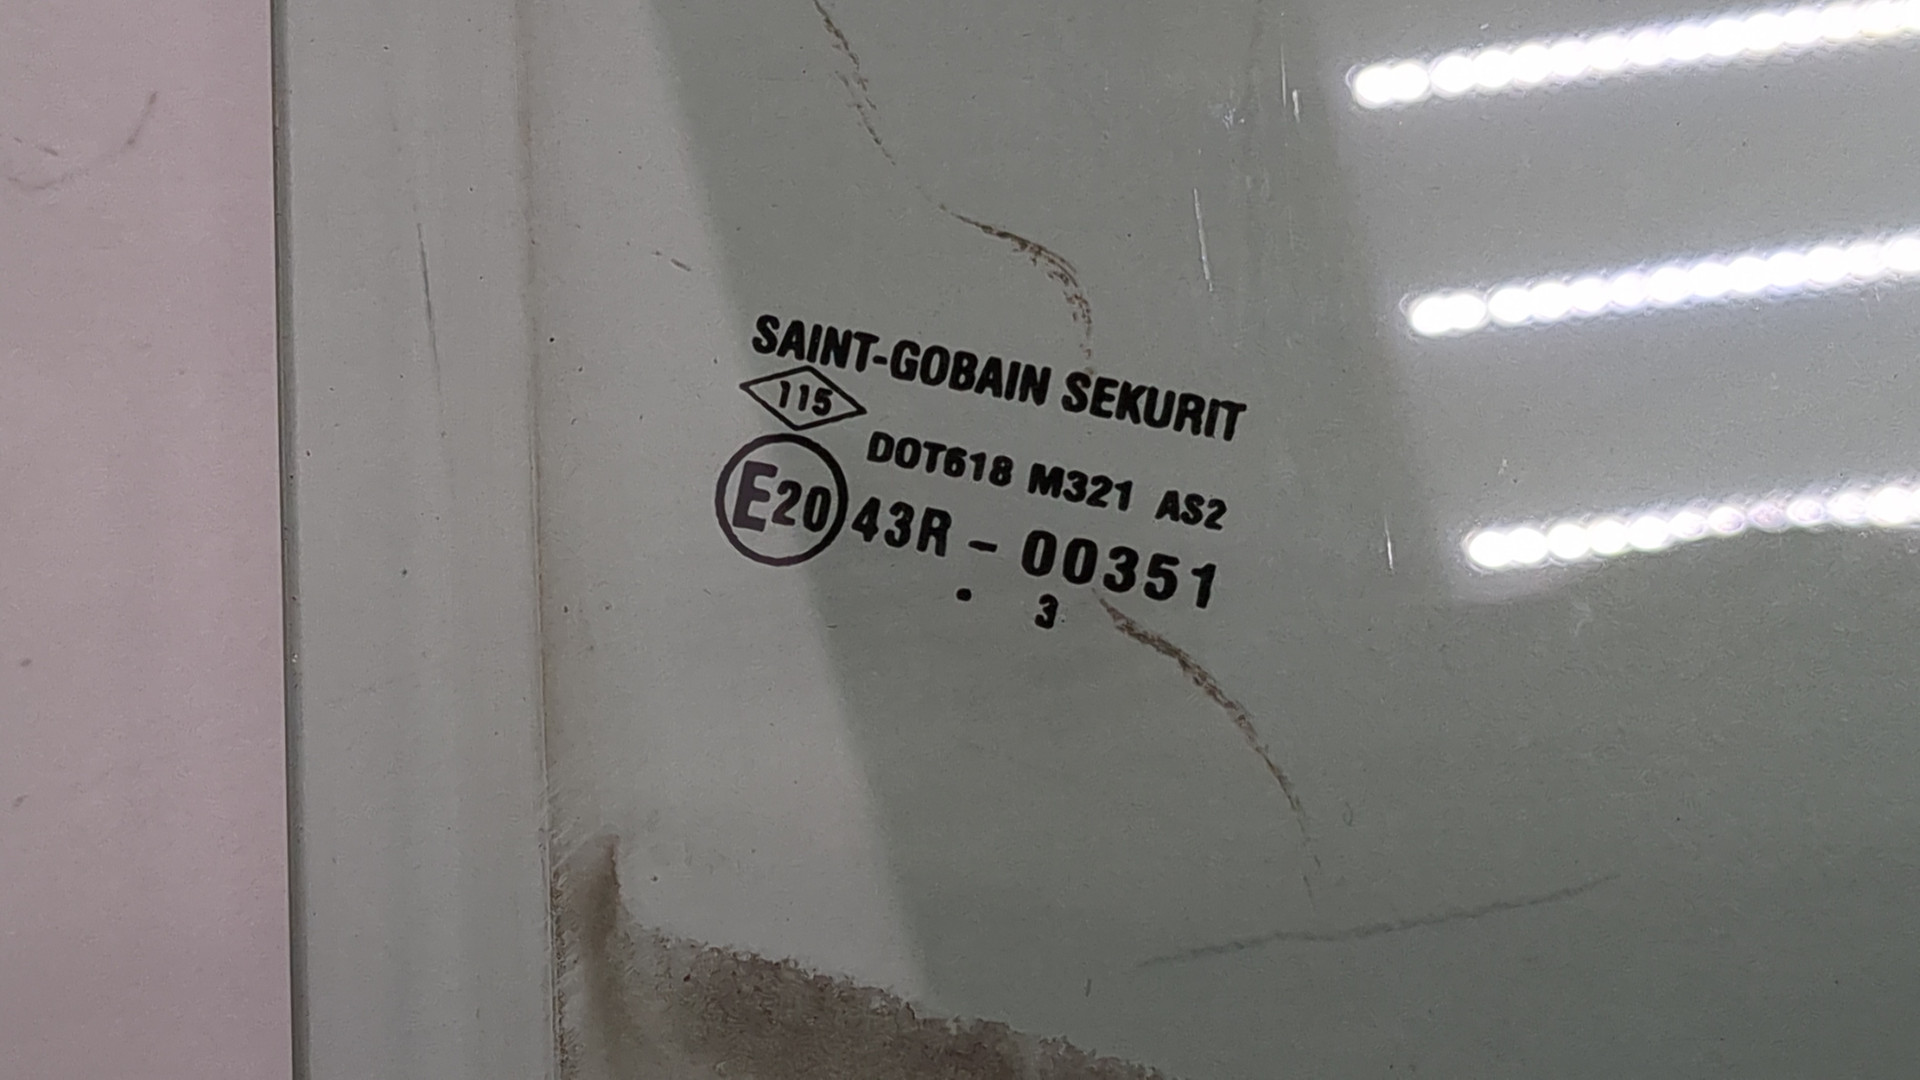 SAINT-GOBAIN SEKURIT
115
DOT618 M321 AS2
E20 43R - 00351
. 3